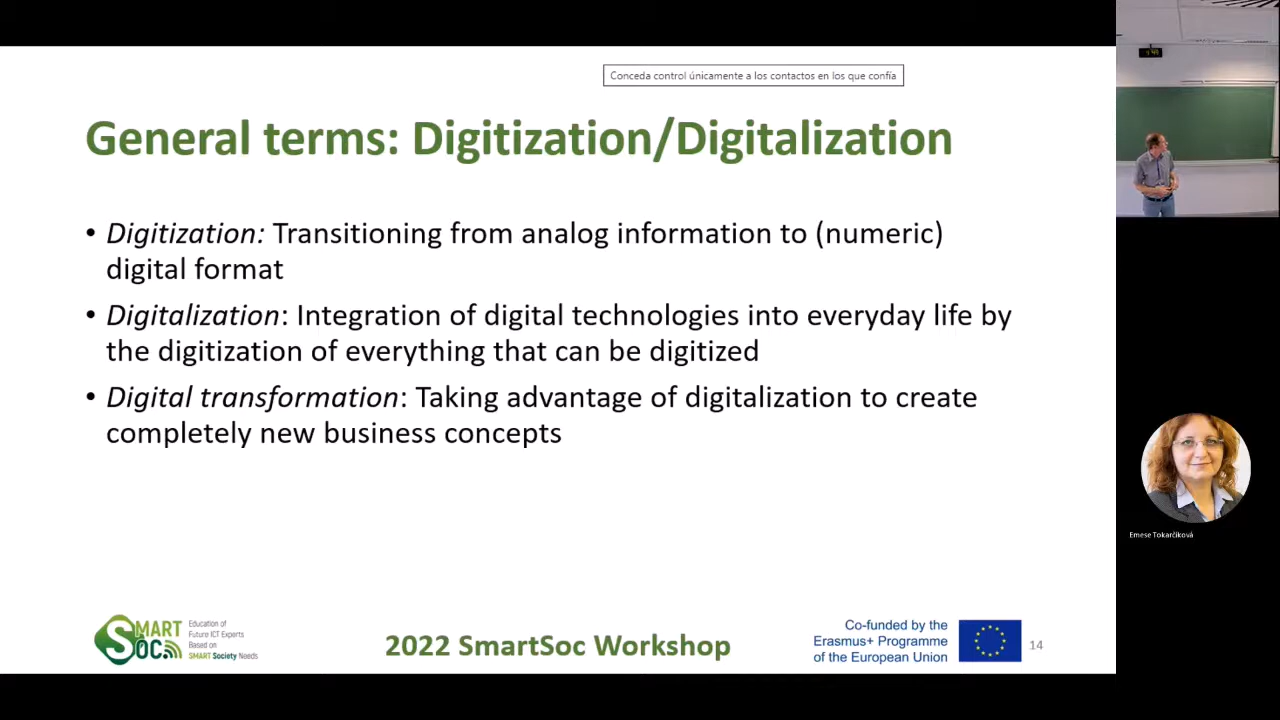 Conceda control únicamente a los contactos en los que confía
General terms: Digitization/Digitalization
• Digitization: Transitioning from analog information to (numeric)
digital format
• Digitalization: Integration of digital technologies into everyday life by
the digitization of everything that can be digitized
• Digital transformation: Taking advantage of digitalization to create
completely new business concepts
Emese Tokarčíková
SMART
SOC
Education of
Future ICT Experts
Based on
SMART Society Needs
2022 SmartSoc Workshop
Co-funded by the
Erasmus+ Programme
of the European Union
14